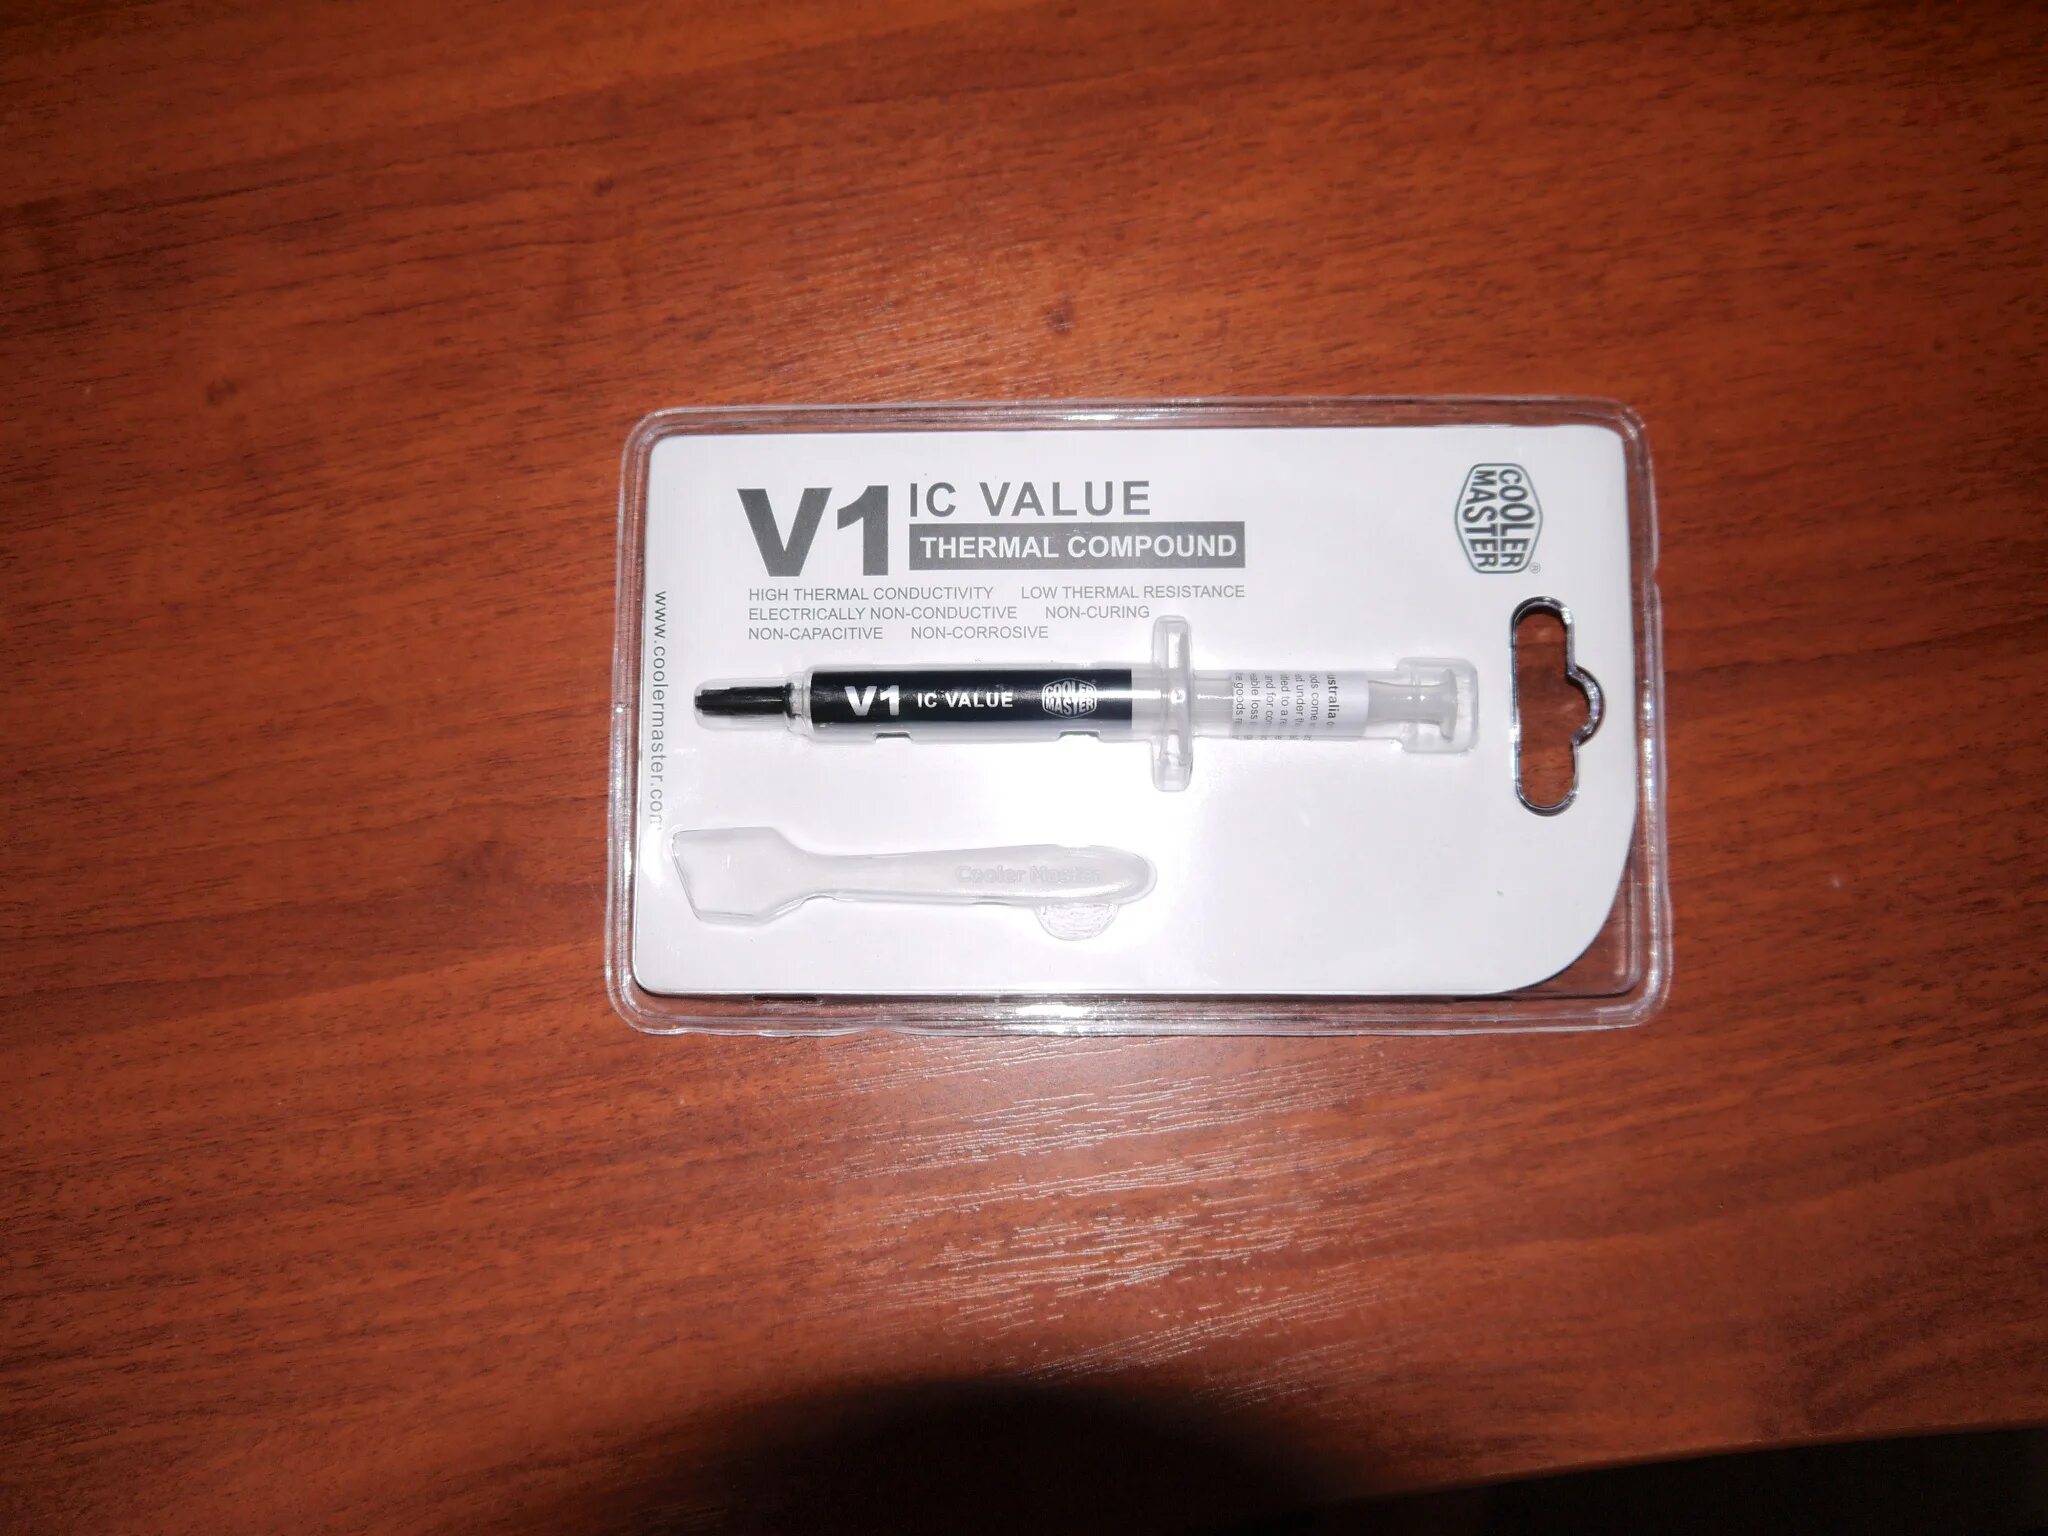 V1 IC VALUE
THERMAL COMPOUND
HIGH THERMAL CONDUCTIVITY LOW THERMAL RESISTANCE
ELECTRICALLY NON-CONDUCTIVE NON-CURING
NON-CAPACITIVE NON-CORROSIVE
COOLER
MASTER®
www.coolermaster.com
V1 IC VALUE COOLER
MASTER
Cooler Master